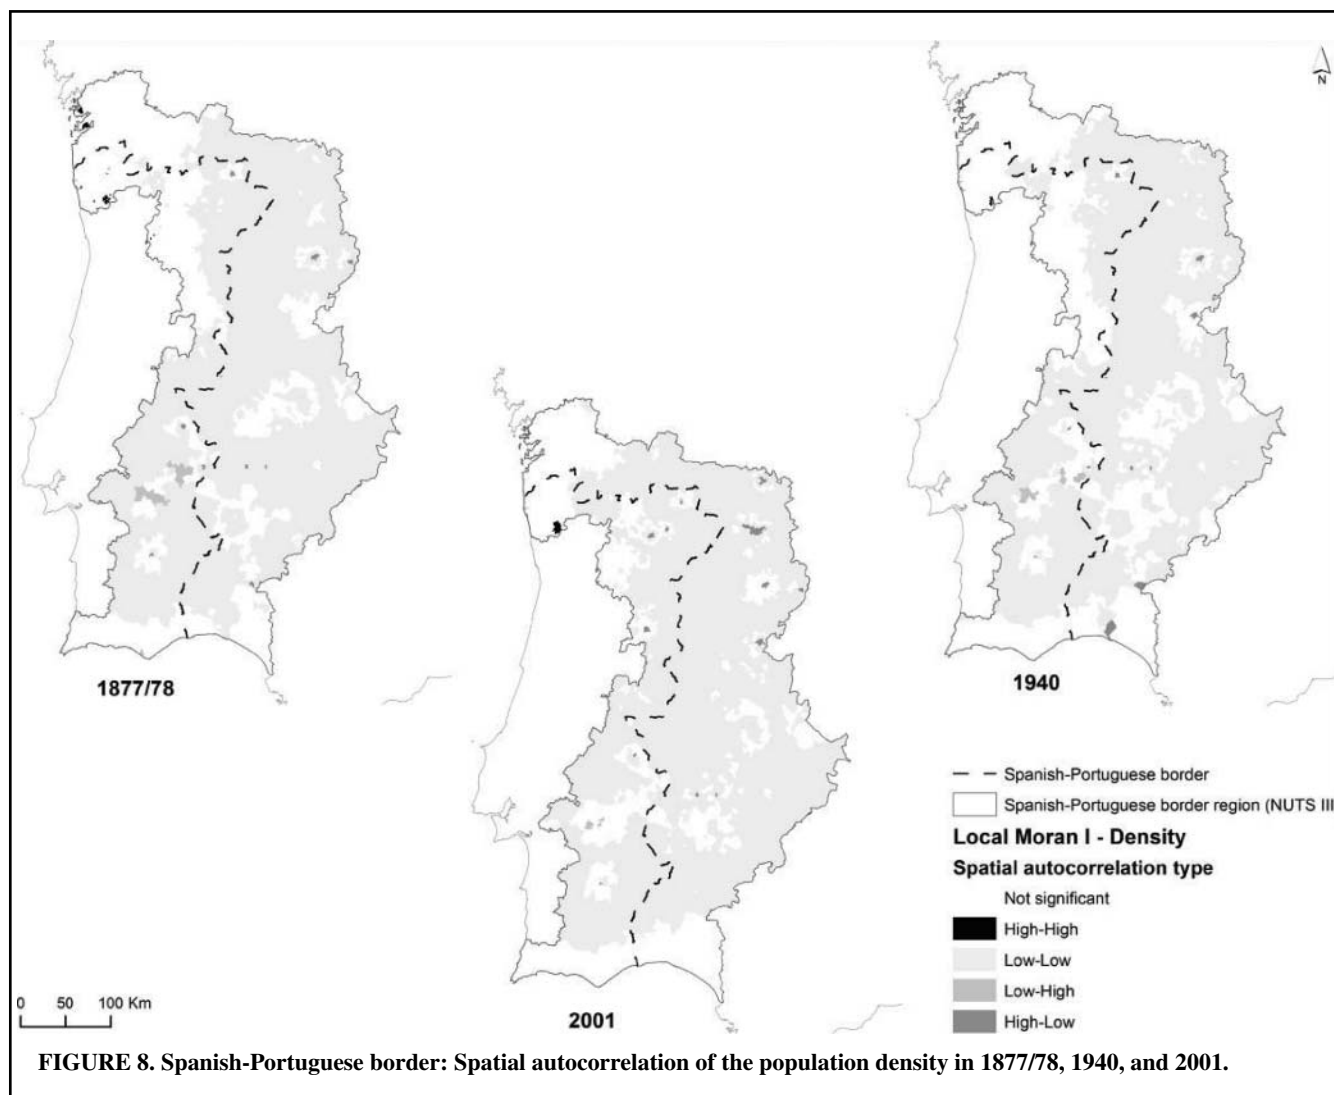 N
1877/78
1940
2001
0 50 100 Km
Spanish-Portuguese border
Spanish-Portuguese border region (NUTS III
Local Moran I - Density
Spatial autocorrelation type
Not significant
High-High
Low-Low
Low-High
High-Low
FIGURE 8. Spanish-Portuguese border: Spatial autocorrelation of the population density in 1877/78, 1940, and 2001.